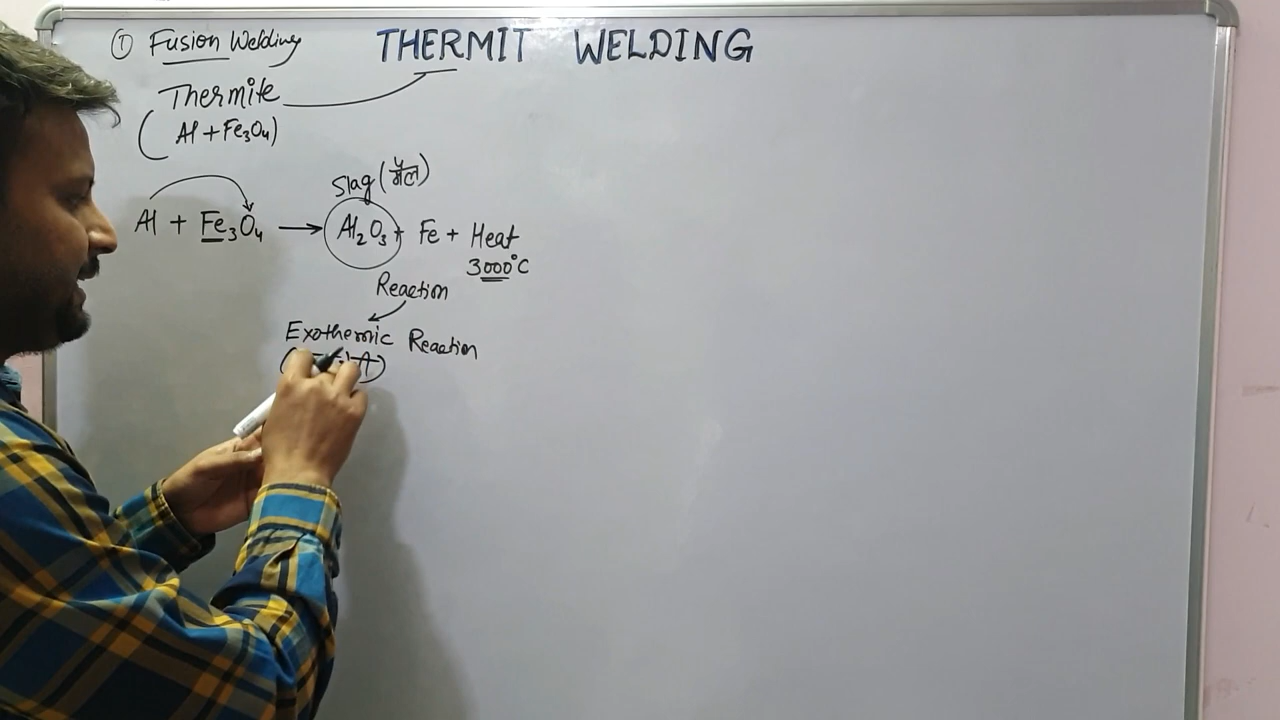 THERMIT WELDING
① Fusion Welding
Thermite
(Al + Fe₃O₄)
Slag (मैल)
Al + Fe₃O₄ → Al₂O₃ + Fe + Heat
3000°C
Reaction
Exothermic Reaction